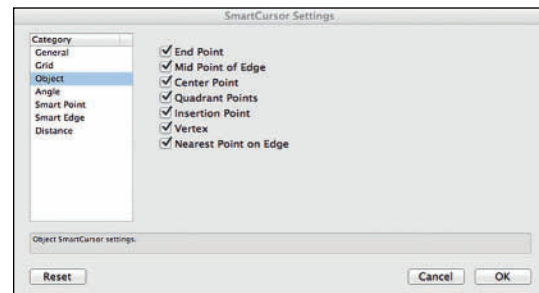 SmartCursor Settings
Category
General
Grid
Object
Angle
Smart Point
Smart Edge
Distance
End Point
Mid Point of Edge
Center Point
Quadrant Points
Insertion Point
Vertex
Nearest Point on Edge
Object SmartCursor settings.
Reset
Cancel
OK